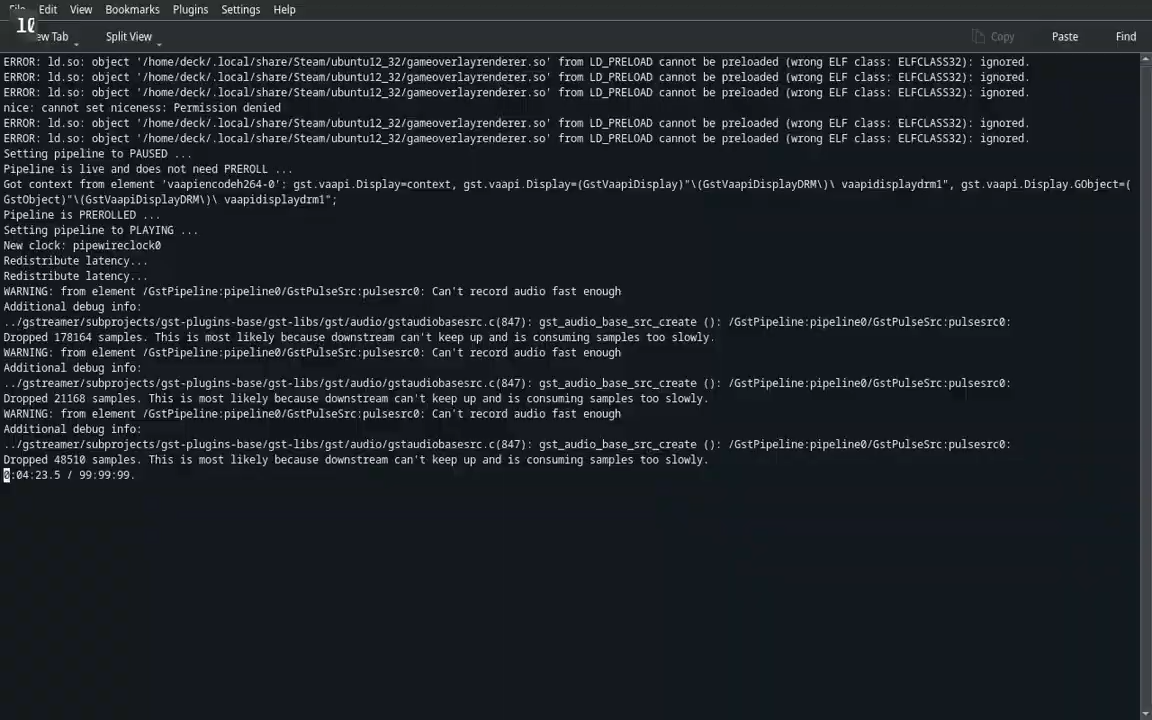 File Edit View Bookmarks Plugins Settings Help
10
ew Tab Split View Copy Paste Find
ERROR: ld.so: object '/home/deck/.local/share/Steam/ubuntu12_32/gameoverlayrenderer.so' from LD_PRELOAD cannot be preloaded (wrong ELF class: ELFCLASS32): ignored.
ERROR: ld.so: object '/home/deck/.local/share/Steam/ubuntu12_32/gameoverlayrenderer.so' from LD_PRELOAD cannot be preloaded (wrong ELF class: ELFCLASS32): ignored.
ERROR: ld.so: object '/home/deck/.local/share/Steam/ubuntu12_32/gameoverlayrenderer.so' from LD_PRELOAD cannot be preloaded (wrong ELF class: ELFCLASS32): ignored.
nice: cannot set niceness: Permission denied
ERROR: ld.so: object '/home/deck/.local/share/Steam/ubuntu12_32/gameoverlayrenderer.so' from LD_PRELOAD cannot be preloaded (wrong ELF class: ELFCLASS32): ignored.
ERROR: ld.so: object '/home/deck/.local/share/Steam/ubuntu12_32/gameoverlayrenderer.so' from LD_PRELOAD cannot be preloaded (wrong ELF class: ELFCLASS32): ignored.
Setting pipeline to PAUSED ...
Pipeline is live and does not need PREROLL ...
Got context from element 'vaapiencodeh264-0': gst.vaapi.Display=context, gst.vaapi.Display=(GstVaapiDisplay)"\(GstVaapiDisplayDRM\)\ vaapidisplaydrm1", gst.vaapi.Display.GObject=(
GstObject)"\(GstVaapiDisplayDRM\)\ vaapidisplaydrm1";
Pipeline is PREROLLED ...
Setting pipeline to PLAYING ...
New clock: pipewireclock0
Redistribute latency...
Redistribute latency...
WARNING: from element /GstPipeline:pipeline0/GstPulseSrc:pulsesrc0: Can't record audio fast enough
Additional debug info:
../gstreamer/subprojects/gst-plugins-base/gst-libs/gst/audio/gstaudiobasesrc.c(847): gst_audio_base_src_create (): /GstPipeline:pipeline0/GstPulseSrc:pulsesrc0:
Dropped 178164 samples. This is most likely because downstream can't keep up and is consuming samples too slowly.
WARNING: from element /GstPipeline:pipeline0/GstPulseSrc:pulsesrc0: Can't record audio fast enough
Additional debug info:
../gstreamer/subprojects/gst-plugins-base/gst-libs/gst/audio/gstaudiobasesrc.c(847): gst_audio_base_src_create (): /GstPipeline:pipeline0/GstPulseSrc:pulsesrc0:
Dropped 21168 samples. This is most likely because downstream can't keep up and is consuming samples too slowly.
WARNING: from element /GstPipeline:pipeline0/GstPulseSrc:pulsesrc0: Can't record audio fast enough
Additional debug info:
../gstreamer/subprojects/gst-plugins-base/gst-libs/gst/audio/gstaudiobasesrc.c(847): gst_audio_base_src_create (): /GstPipeline:pipeline0/GstPulseSrc:pulsesrc0:
Dropped 48510 samples. This is most likely because downstream can't keep up and is consuming samples too slowly.
0:04:23.5 / 99:99:99.